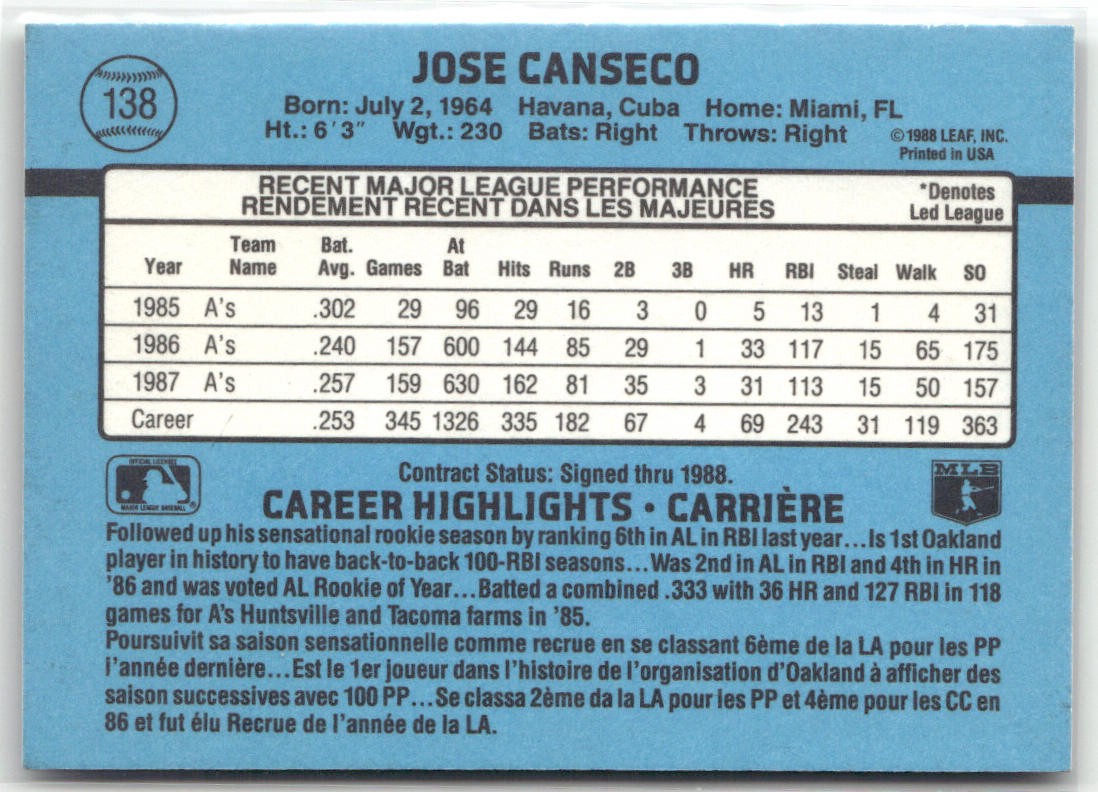 138
JOSE CANSECO
Born: July 2, 1964 Havana, Cuba Home: Miami, FL
Ht.: 6'3" Wgt.: 230 Bats: Right Throws: Right
© 1988 LEAF, INC.
Printed in USA
RECENT MAJOR LEAGUE PERFORMANCE
RENDEMENT RÉCENT DANS LES MAJEURES
*Denotes
Led League
Year Team Name Bat. Avg. Games At Bat Hits Runs 2B 3B HR RBI Steal Walk SO
1985 A's .302 29 96 29 16 3 0 5 13 1 4 31
1986 A's .240 157 600 144 85 29 1 33 117 15 65 175
1987 A's .257 159 630 162 81 35 3 31 113 15 50 157
Career .253 345 1326 335 182 67 4 69 243 31 119 363
OFFICIAL LICENSEE
MAJOR LEAGUE BASEBALL
®
MLB
Contract Status: Signed thru 1988.
CAREER HIGHLIGHTS • CARRIÈRE
Followed up his sensational rookie season by ranking 6th in AL in RBI last year...Is 1st Oakland
player in history to have back-to-back 100-RBI seasons...Was 2nd in AL in RBI and 4th in HR in
'86 and was voted AL Rookie of Year...Batted a combined .333 with 36 HR and 127 RBI in 118
games for A's Huntsville and Tacoma farms in '85.
Poursuivit sa saison sensationnelle comme recrue en se classant 6ème de la LA pour les PP
l'année dernière...Est le 1er joueur dans l'histoire de l'organisation d'Oakland à afficher des
saison successives avec 100 PP...Se classa 2ème da la LA pour les PP et 4ème pour les CC en
86 et fut élu Recrue de l'année de la LA.